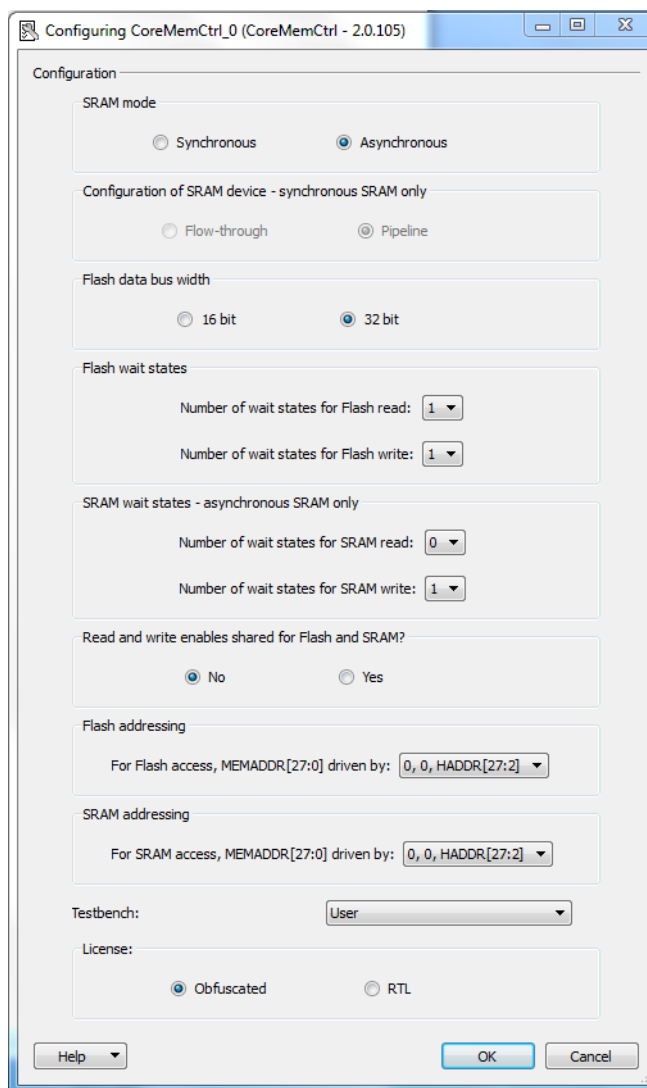 Configuring CoreMemCtrl_0 (CoreMemCtrl - 2.0.105)
Configuration
SRAM mode
Synchronous Asynchronous
Configuration of SRAM device - synchronous SRAM only
Flow-through Pipeline
Flash data bus width
16 bit 32 bit
Flash wait states
Number of wait states for Flash read: 1
Number of wait states for Flash write: 1
SRAM wait states - asynchronous SRAM only
Number of wait states for SRAM read: 0
Number of wait states for SRAM write: 1
Read and write enables shared for Flash and SRAM?
No Yes
Flash addressing
For Flash access, MEMADDR[27:0] driven by: 0, 0, HADDR[27:2]
SRAM addressing
For SRAM access, MEMADDR[27:0] driven by: 0, 0, HADDR[27:2]
Testbench: User
License:
Obfuscated RTL
Help OK Cancel